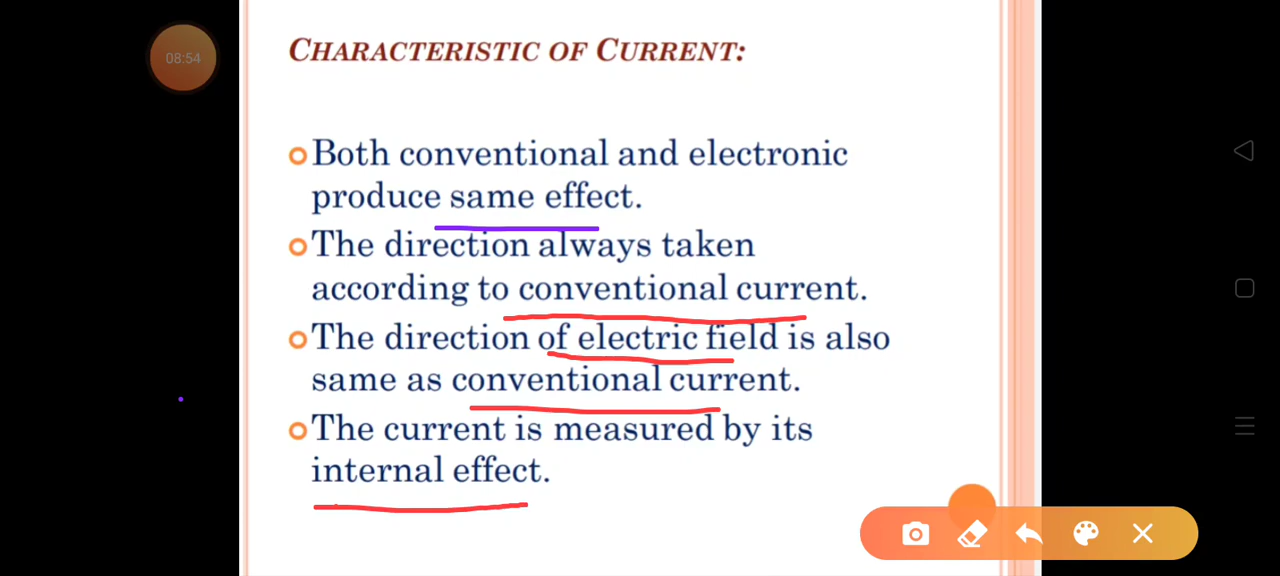 08:54
CHARACTERISTIC OF CURRENT:
Both conventional and electronic
produce same effect.
The direction always taken
according to conventional current.
The direction of electric field is also
same as conventional current.
The current is measured by its
internal effect.